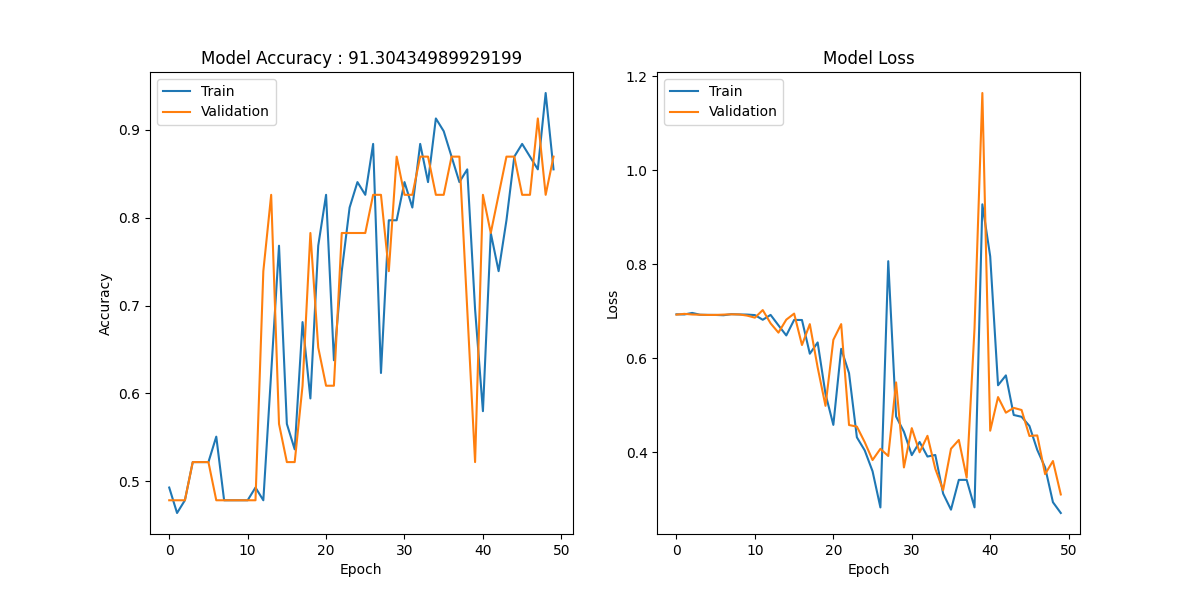 Model Accuracy : 91.30434989929199
Train
Validation
0.9
0.8
0.7
0.6
0.5
Accuracy
0 10 20 30 40 50
Epoch
Model Loss
Train
Validation
1.2
1.0
0.8
0.6
0.4
Loss
0 10 20 30 40 50
Epoch